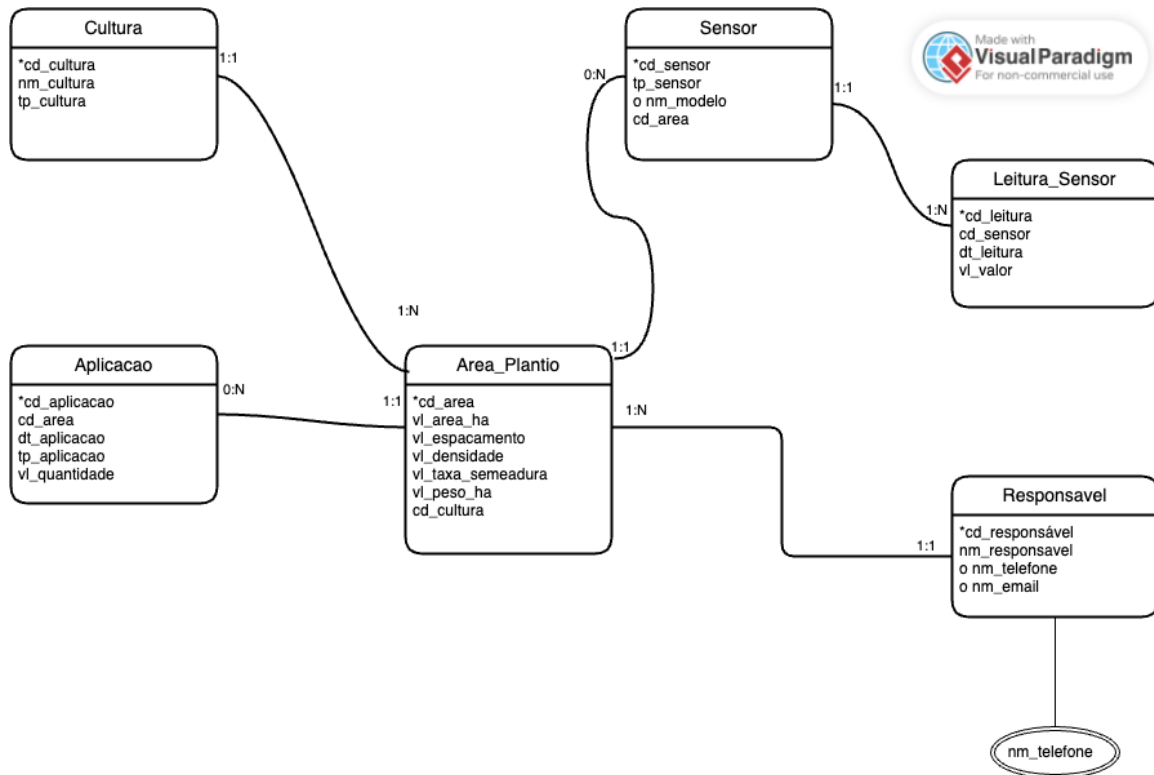 Cultura
*cd_cultura
nm_cultura
tp_cultura
1:1
Sensor
*cd_sensor
tp_sensor
o nm_modelo
cd_area
0:N
1:1
Made with
VisualParadigm
For non-commercial use
Leitura_Sensor
*cd_leitura
cd_sensor
dt_leitura
vl_valor
1:N
1:N
1:1
Aplicacao
*cd_aplicacao
cd_area
dt_aplicacao
tp_aplicacao
vl_quantidade
0:N
1:1
Area_Plantio
*cd_area
vl_area_ha
vl_espacamento
vl_densidade
vl_taxa_semeadura
vl_peso_ha
cd_cultura
1:N
1:1
Responsavel
*cd_responsável
nm_responsavel
o nm_telefone
o nm_email
nm_telefone